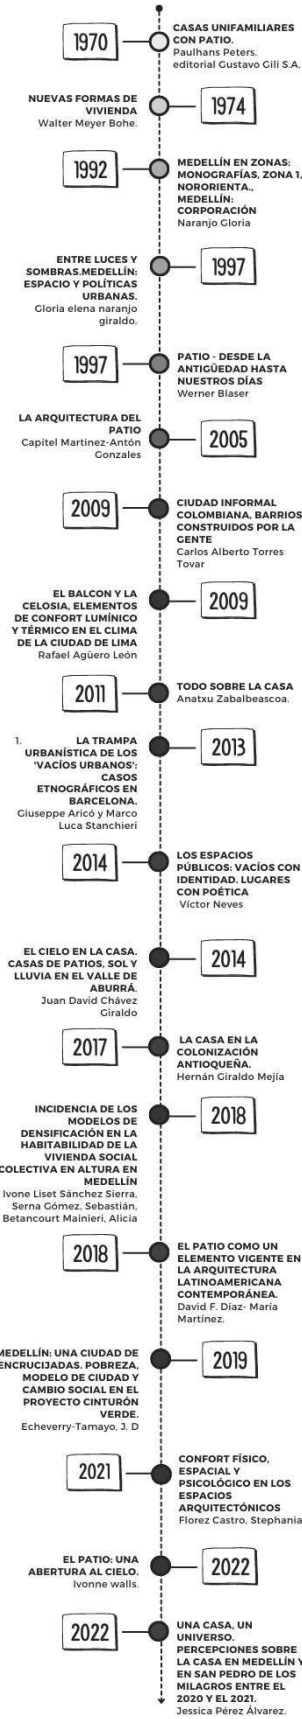 1970
CASAS UNIFAMILIARES
CON PATIO.
Paulhans Peters.
editorial Gustavo Gili S.A.
NUEVAS FORMAS DE
VIVIENDA
Walter Meyer Bohe.
1974
1992
MEDELLÍN EN ZONAS:
MONOGRAFÍAS, ZONA 1,
NORORIENTA.,
MEDELLÍN:
CORPORACIÓN
Naranjo Gloria
ENTRE LUCES Y
SOMBRAS.MEDELLÍN:
ESPACIO Y POLÍTICAS
URBANAS.
Gloria elena naranjo
giraldo.
1997
1997
PATIO - DESDE LA
ANTIGÜEDAD HASTA
NUESTROS DÍAS
Werner Blaser
LA ARQUITECTURA DEL
PATIO
Capitel Martinez-Antón
Gonzales
2005
2009
CIUDAD INFORMAL
COLOMBIANA, BARRIOS
CONSTRUIDOS POR LA
GENTE
Carlos Alberto Torres
Tovar
EL BALCON Y LA
CELOSIA, ELEMENTOS
DE CONFORT LUMÍNICO
Y TÉRMICO EN EL CLIMA
DE LA CIUDAD DE LIMA
Rafael Agüero León
2009
2011
TODO SOBRE LA CASA
Anatxu Zabalbeascoa.
1. LA TRAMPA
URBANÍSTICA DE LOS
'VACÍOS URBANOS':
CASOS
ETNOGRÁFICOS EN
BARCELONA.
Giuseppe Aricó y Marco
Luca Stanchieri
2013
2014
LOS ESPACIOS
PÚBLICOS: VACÍOS CON
IDENTIDAD. LUGARES
CON POÉTICA
Víctor Neves
EL CIELO EN LA CASA.
CASAS DE PATIOS, SOL Y
LLUVIA EN EL VALLE DE
ABURRÁ.
Juan David Chávez
Giraldo
2014
2017
LA CASA EN LA
COLONIZACIÓN
ANTIOQUEÑA.
Hernán Giraldo Mejía
INCIDENCIA DE LOS
MODELOS DE
DENSIFICACIÓN EN LA
HABITABILIDAD DE LA
VIVIENDA SOCIAL
COLECTIVA EN ALTURA EN
MEDELLÍN
Ivone Liset Sánchez Sierra,
Serna Gómez, Sebastián,
Betancourt Mainieri, Alicia
2018
2018
EL PATIO COMO UN
ELEMENTO VIGENTE EN
LA ARQUITECTURA
LATINOAMERICANA
CONTEMPORÁNEA.
David F. Díaz- María
Martínez.
MEDELLÍN: UNA CIUDAD DE
ENCRUCIJADAS. POBREZA,
MODELO DE CIUDAD Y
CAMBIO SOCIAL EN EL
PROYECTO CINTURÓN
VERDE.
Echeverry-Tamayo, J. D
2019
2021
CONFORT FÍSICO,
ESPACIAL Y
PSICOLÓGICO EN LOS
ESPACIOS
ARQUITECTÓNICOS
Florez Castro, Stephania
EL PATIO: UNA
ABERTURA AL CIELO.
Ivonne walls.
2022
2022
UNA CASA, UN
UNIVERSO.
PERCEPCIONES SOBRE
LA CASA EN MEDELLÍN Y
EN SAN PEDRO DE LOS
MILAGROS ENTRE EL
2020 Y EL 2021.
Jessica Pérez Álvarez.